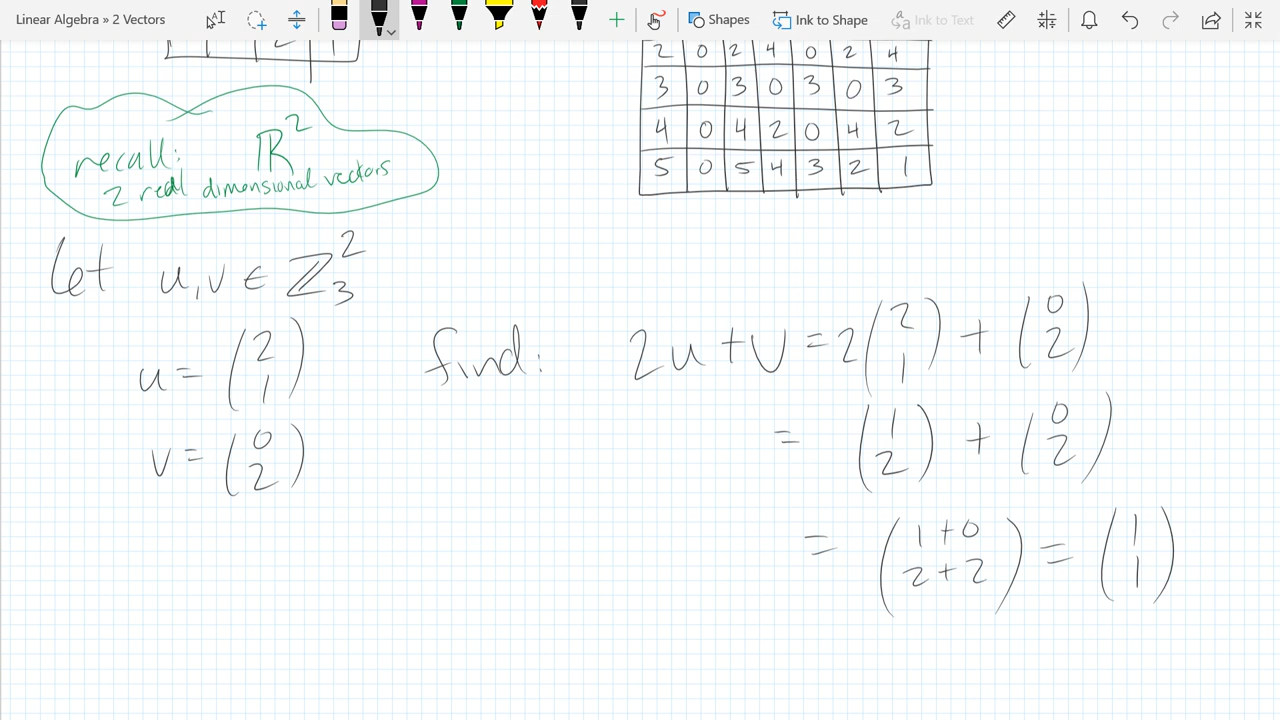 Linear Algebra » 2 Vectors
Shapes
Ink to Shape
Ink to Text
1 2 1
2 0 2 4 0 2 4
3 0 3 0 3 0 3
4 0 4 2 0 4 2
5 0 5 4 3 2 1
recall: ℝ²
2 real dimensional vectors
let u, v ∈ ℤ₃²
u = (2 1)
v = (0 2)
find: 2u + v = 2(2 1) + (0 2)
= (1 2) + (0 2)
= (1+0 2+2) = (1 1)